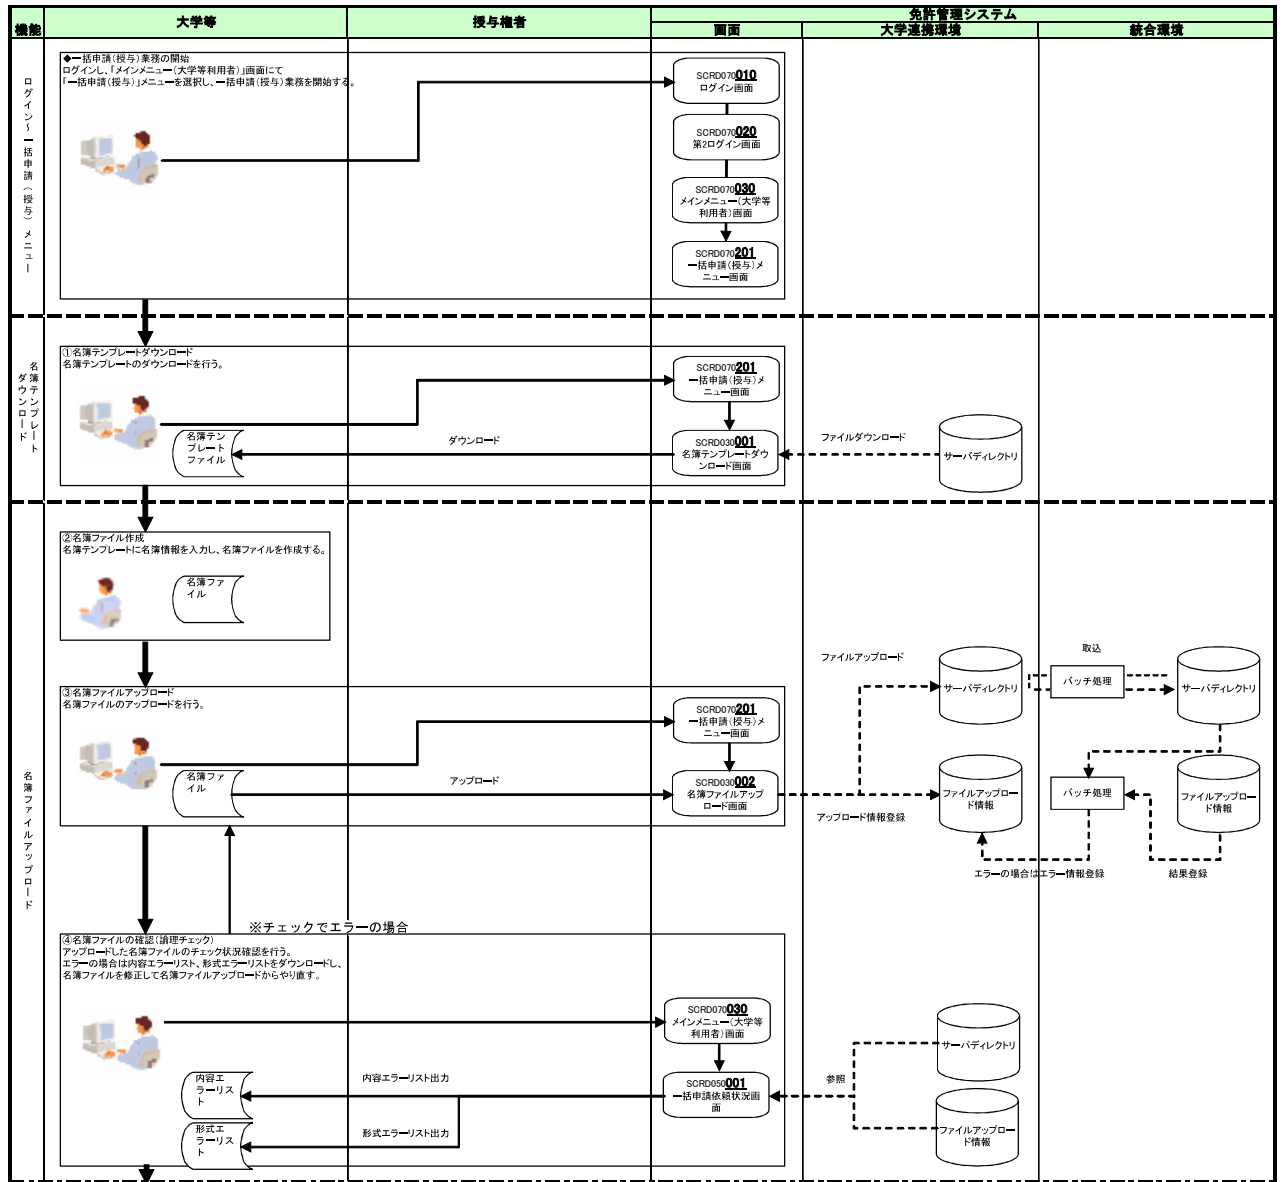 機能
大学等
授与権者
免許管理システム
画面
大学連携環境
統合環境
ログイン～一括申請（授与）メニュー
◆一括申請(授与)業務の開始
ログインし、「メインメニュー(大学等利用者)」画面にて
「一括申請(授与)」メニューを選択し、一括申請(授与)業務を開始する。
SCRD070010
ログイン画面
SCRD070020
第2ログイン画面
SCRD070030
メインメニュー(大学等
利用者)画面
SCRD070201
一括申請(授与)メ
ニュー画面
名簿テンプレート
ダウンロード
①名簿テンプレートダウンロード
名簿テンプレートのダウンロードを行う。
SCRD070201
一括申請(授与)メ
ニュー画面
名簿テン
プレート
ファイル
ダウンロード
SCRD030001
名簿テンプレートダウ
ンロード画面
ファイルダウンロード
サーバディレクトリ
名簿ファイルアップロード
②名簿ファイル作成
名簿テンプレートに名簿情報を入力し、名簿ファイルを作成する。
名簿ファ
イル
③名簿ファイルアップロード
名簿ファイルのアップロードを行う。
SCRD070201
一括申請(授与)メ
ニュー画面
名簿ファ
イル
アップロード
SCRD030002
名簿ファイルアップ
ロード画面
ファイルアップロード
サーバディレクトリ
取込
バッチ処理
サーバディレクトリ
アップロード情報登録
ファイルアップロー
ド情報
バッチ処理
ファイルアップロー
ド情報
エラーの場合はエラー情報登録
結果登録
※チェックでエラーの場合
④名簿ファイルの確認(論理チェック)
アップロードした名簿ファイルのチェック状況確認を行う。
エラーの場合は内容エラーリスト、形式エラーリストをダウンロードし、
名簿ファイルを修正して名簿ファイルアップロードからやり直す。
SCRD070030
メインメニュー(大学等
利用者)画面
内容エ
ラーリス
ト
内容エラーリスト出力
SCRD050001
一括申請依頼状況画
面
参照
サーバディレクトリ
形式エ
ラーリス
ト
形式エラーリスト出力
ファイルアップロー
ド情報